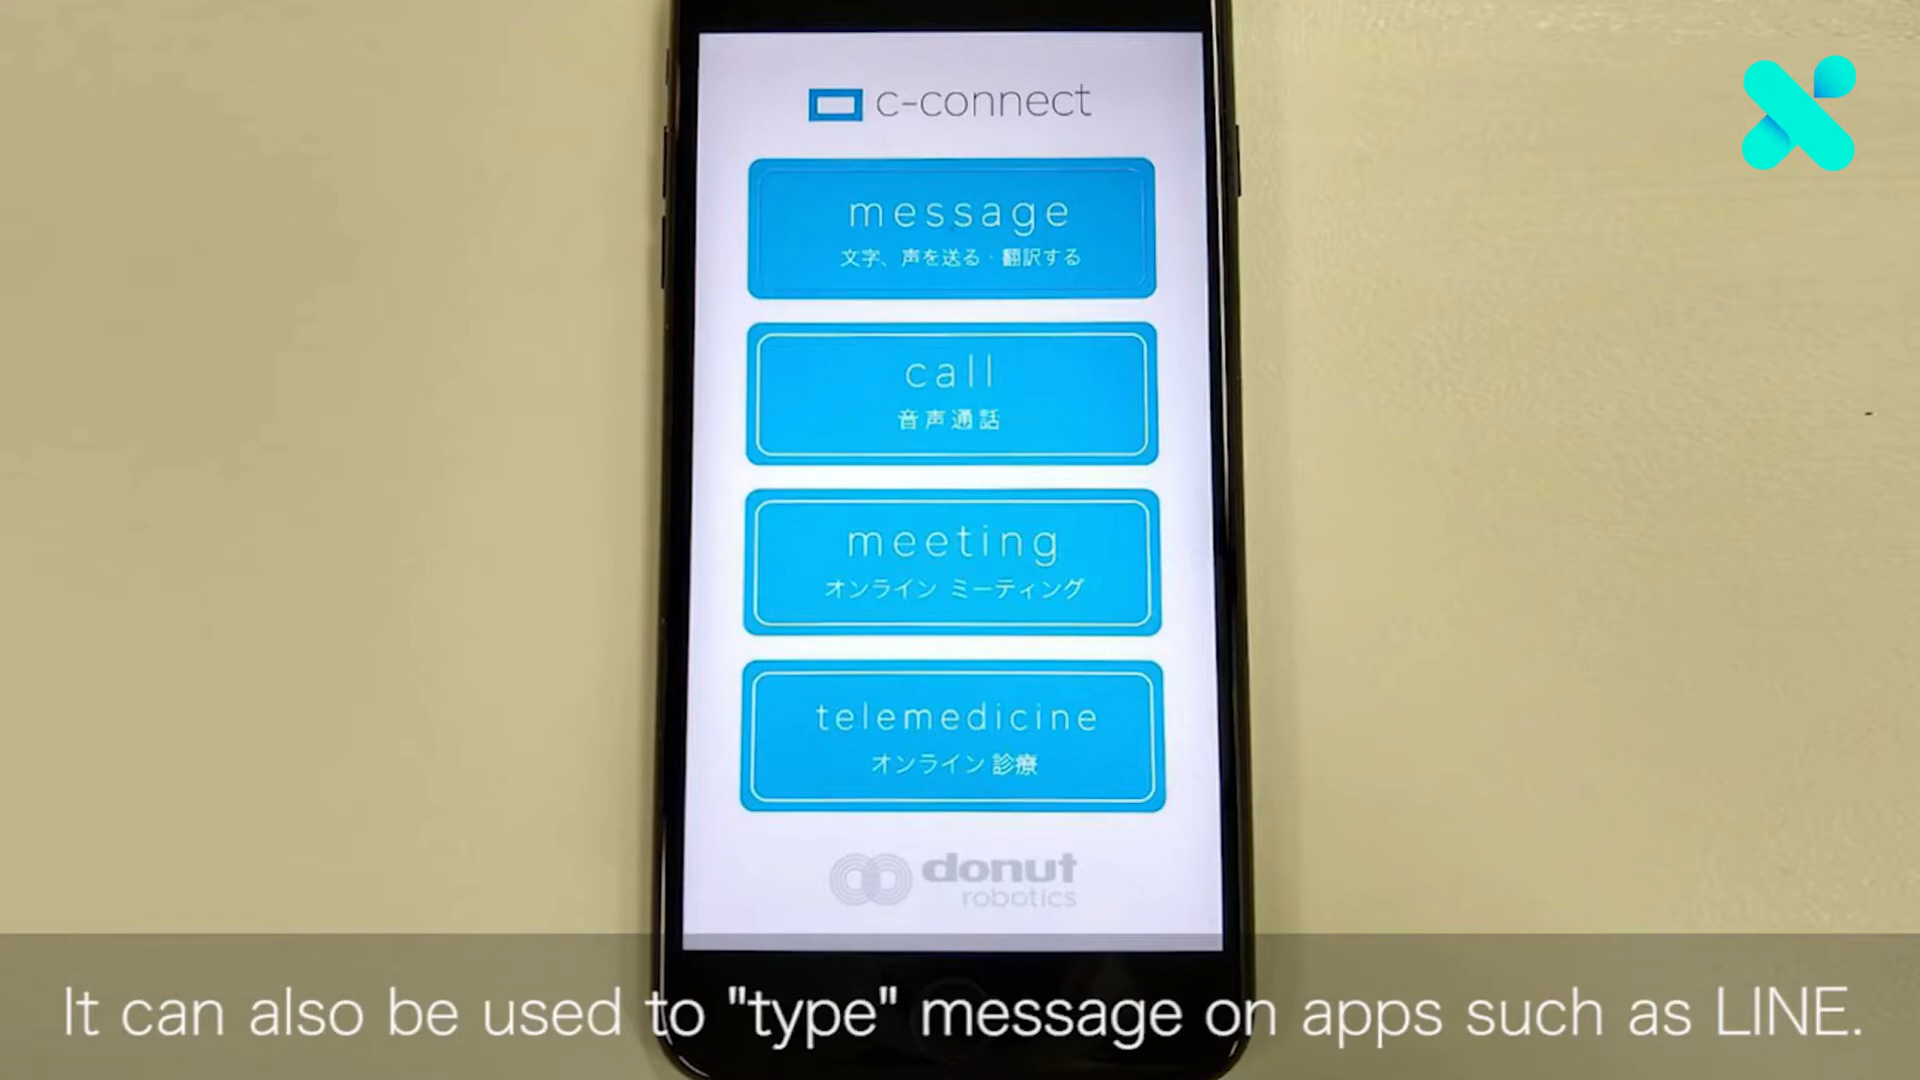 c-connect
message
文字、声を送る・翻訳する
call
音声通話
meeting
オンライン ミーティング
telemedicine
オンライン 診療
donut
robotics
It can also be used to "type" message on apps such as LINE.